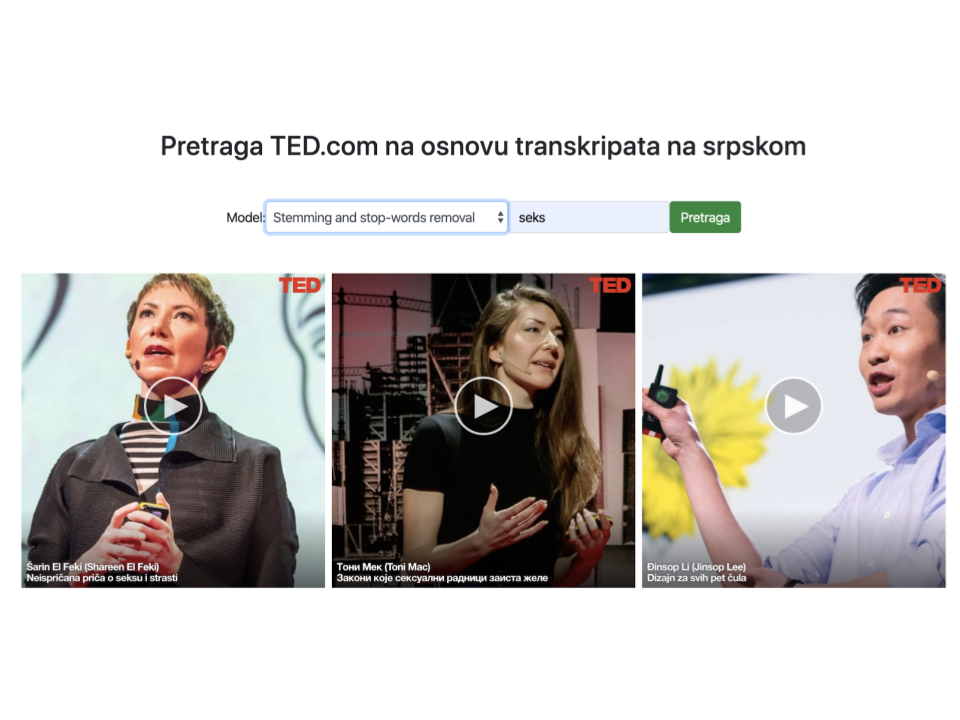 Pretraga TED.com na osnovu transkripata na srpskom
Model: Stemming and stop-words removal seks Pretraga
TED
Šarin El Feki (Shareen El Feki)
Neispričana priča o seksu i strasti
TED
Тони Мек (Toni Mac)
Закони које сексуални радници заиста желе
TED
Đinsop Li (Jinsop Lee)
Dizajn za svih pet čula